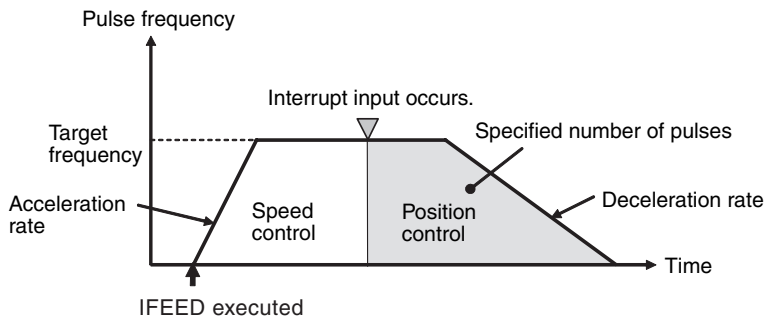 Pulse frequency
Interrupt input occurs.
Target
frequency
Specified number of pulses
Acceleration
rate
Speed
control
Position
control
Deceleration rate
Time
IFEED executed